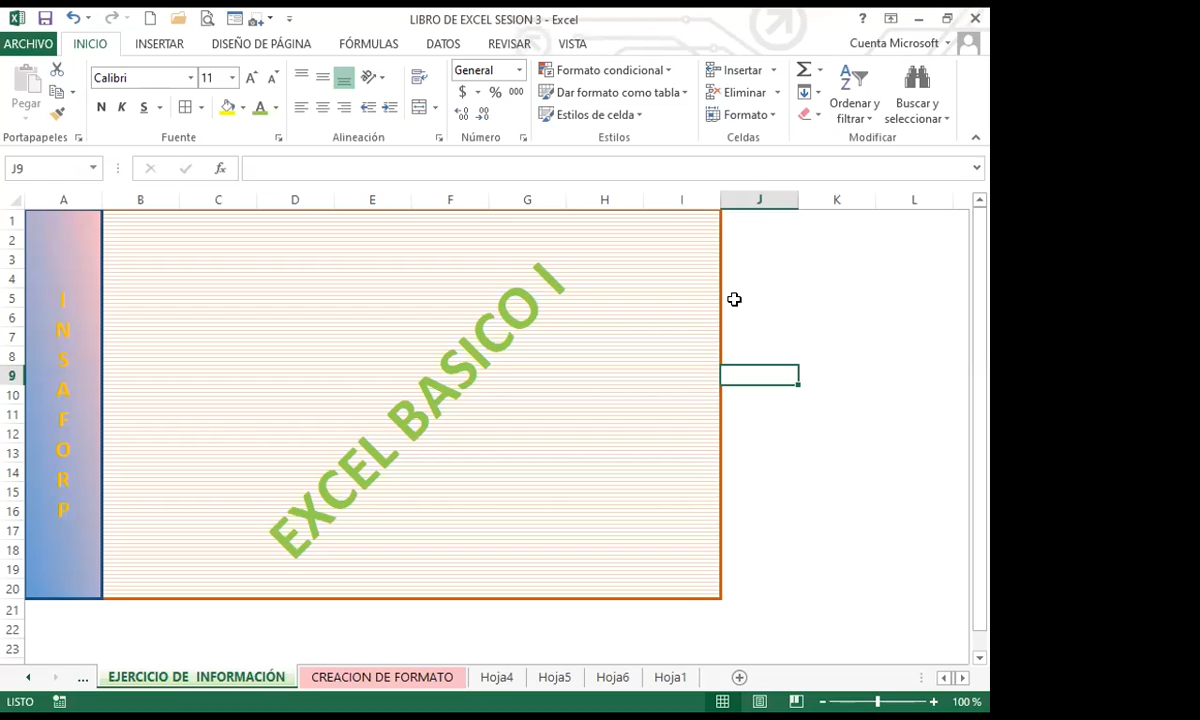 LIBRO DE EXCEL SESION 3 - Excel
ARCHIVO INICIO INSERTAR DISEÑO DE PÁGINA FÓRMULAS DATOS REVISAR VISTA Cuenta Microsoft
Pegar
Calibri 11
N K S
General
$ % 000
Formato condicional
Dar formato como tabla
Estilos de celda
Insertar
Eliminar
Formato
Ordenar y filtrar
Buscar y seleccionar
Portapapeles Fuente Alineación Número Estilos Celdas Modificar
J9 fx
A B C D E F G H I J K L
1
2
3
4
5
6
7
8
9
10
11
12
13
14
15
16
17
18
19
20
21
22
23
I
N
S
A
F
O
R
P
EXCEL BASICO I
... EJERCICIO DE INFORMACIÓN CREACION DE FORMATO Hoja4 Hoja5 Hoja6 Hoja1
LISTO 100 %